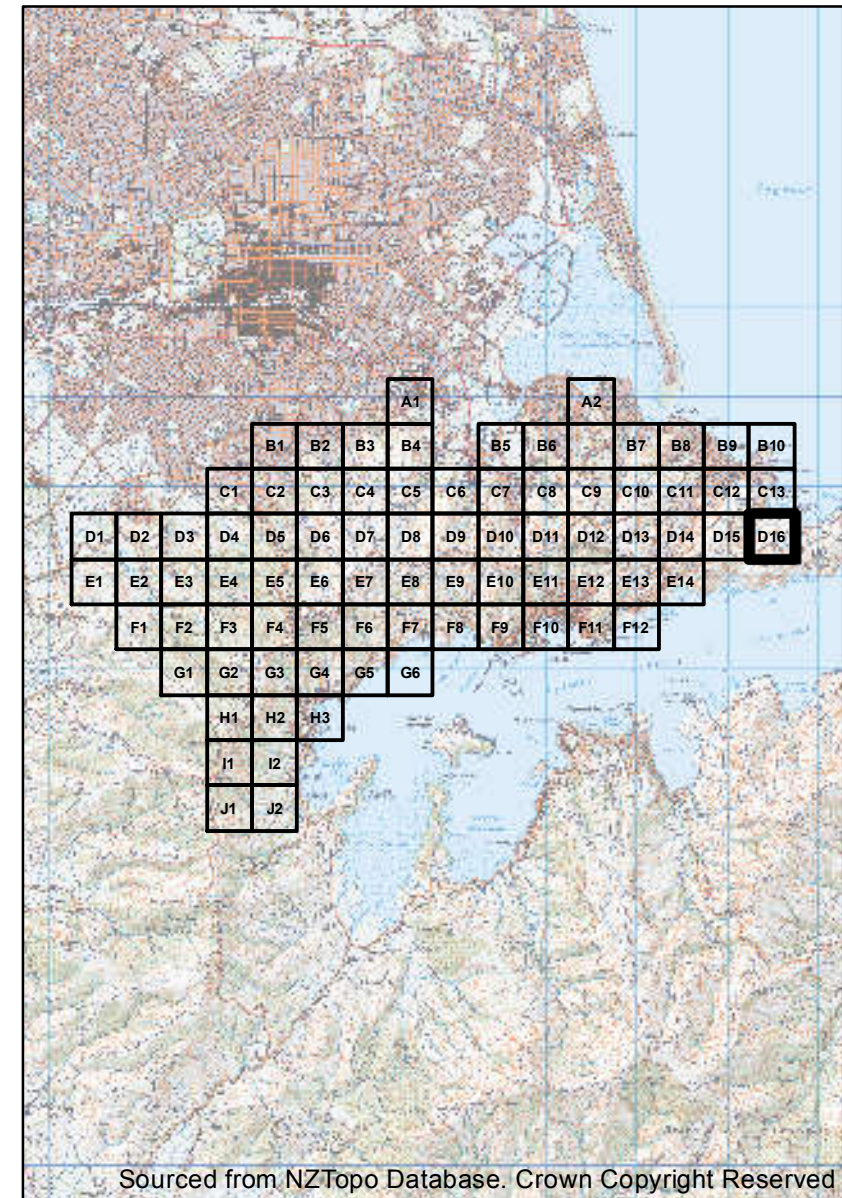 A1 A2
B1 B2 B3 B4 B5 B6 B7 B8 B9 B10
C1 C2 C3 C4 C5 C6 C7 C8 C9 C10 C11 C12 C13
D1 D2 D3 D4 D5 D6 D7 D8 D9 D10 D11 D12 D13 D14 D15 D16
E1 E2 E3 E4 E5 E6 E7 E8 E9 E10 E11 E12 E13 E14
F1 F2 F3 F4 F5 F6 F7 F8 F9 F10 F11 F12
G1 G2 G3 G4 G5 G6
H1 H2 H3
I1 I2
J1 J2
Sourced from NZTopo Database. Crown Copyright Reserved